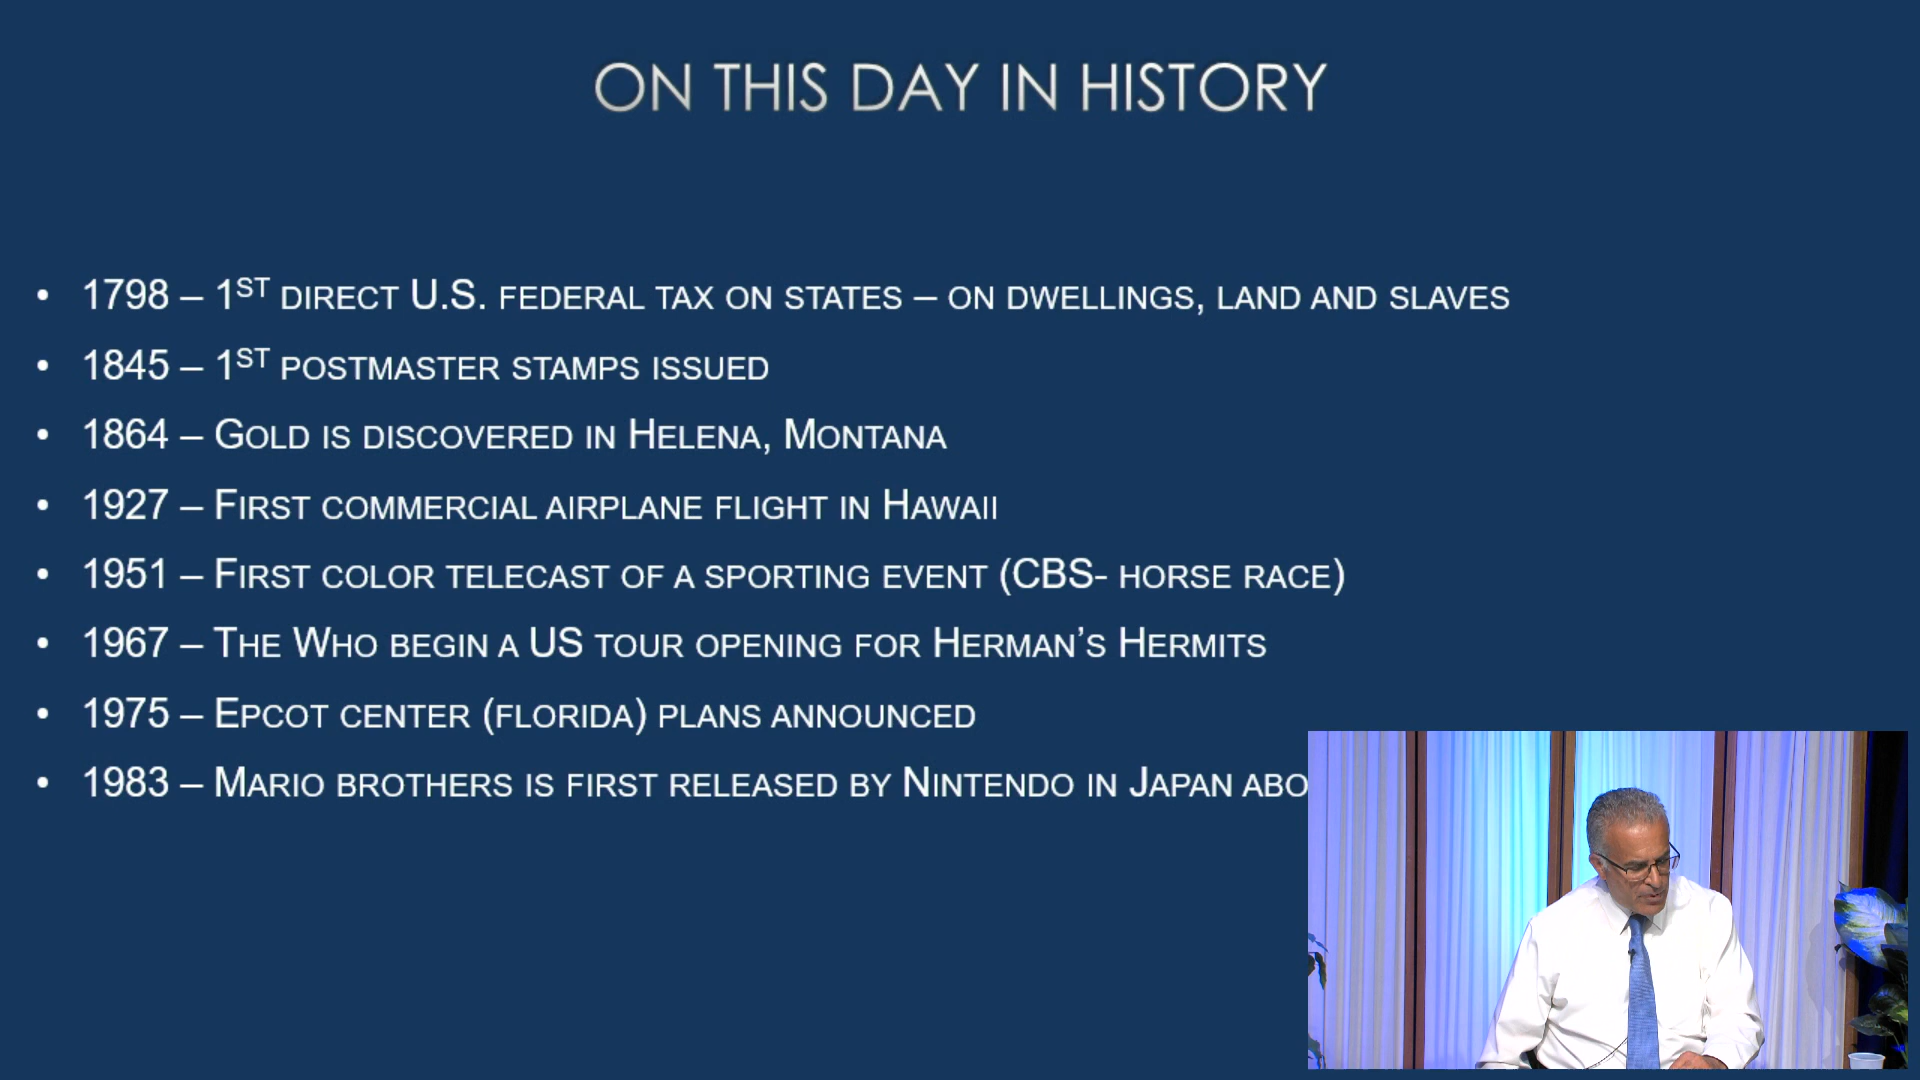 ON THIS DAY IN HISTORY
• 1798 – 1ST DIRECT U.S. FEDERAL TAX ON STATES – ON DWELLINGS, LAND AND SLAVES
• 1845 – 1ST POSTMASTER STAMPS ISSUED
• 1864 – GOLD IS DISCOVERED IN HELENA, MONTANA
• 1927 – FIRST COMMERCIAL AIRPLANE FLIGHT IN HAWAII
• 1951 – FIRST COLOR TELECAST OF A SPORTING EVENT (CBS- HORSE RACE)
• 1967 – THE WHO BEGIN A US TOUR OPENING FOR HERMAN'S HERMITS
• 1975 – EPCOT CENTER (FLORIDA) PLANS ANNOUNCED
• 1983 – MARIO BROTHERS IS FIRST RELEASED BY NINTENDO IN JAPAN